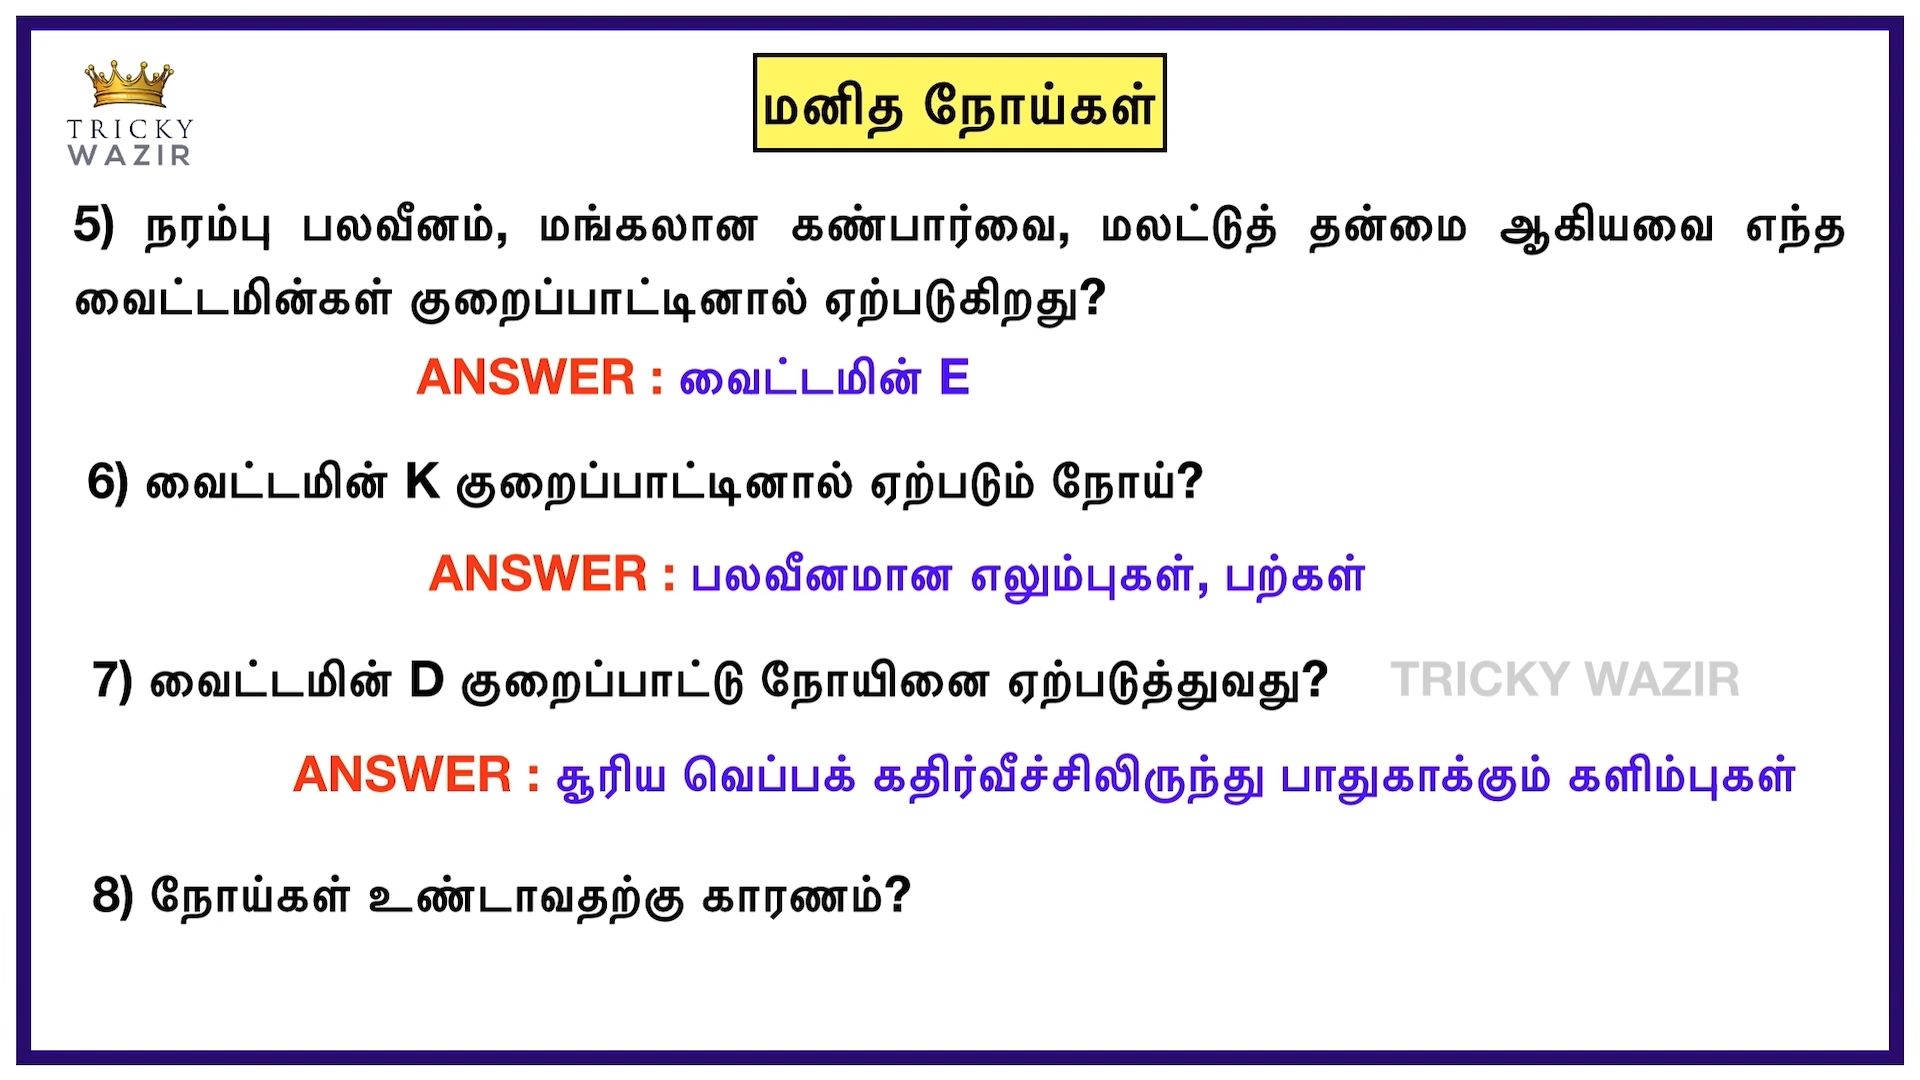 TRICKY
WAZIR
மனித நோய்கள்
5) நரம்பு பலவீனம், மங்கலான கண்பார்வை, மலட்டுத் தன்மை ஆகியவை எந்த
வைட்டமின்கள் குறைப்பாட்டினால் ஏற்படுகிறது?
ANSWER : வைட்டமின் E
6) வைட்டமின் K குறைப்பாட்டினால் ஏற்படும் நோய்?
ANSWER : பலவீனமான எலும்புகள், பற்கள்
7) வைட்டமின் D குறைப்பாட்டு நோயினை ஏற்படுத்துவது? TRICKY WAZIR
ANSWER : சூரிய வெப்பக் கதிர்வீச்சிலிருந்து பாதுகாக்கும் களிம்புகள்
8) நோய்கள் உண்டாவதற்கு காரணம்?